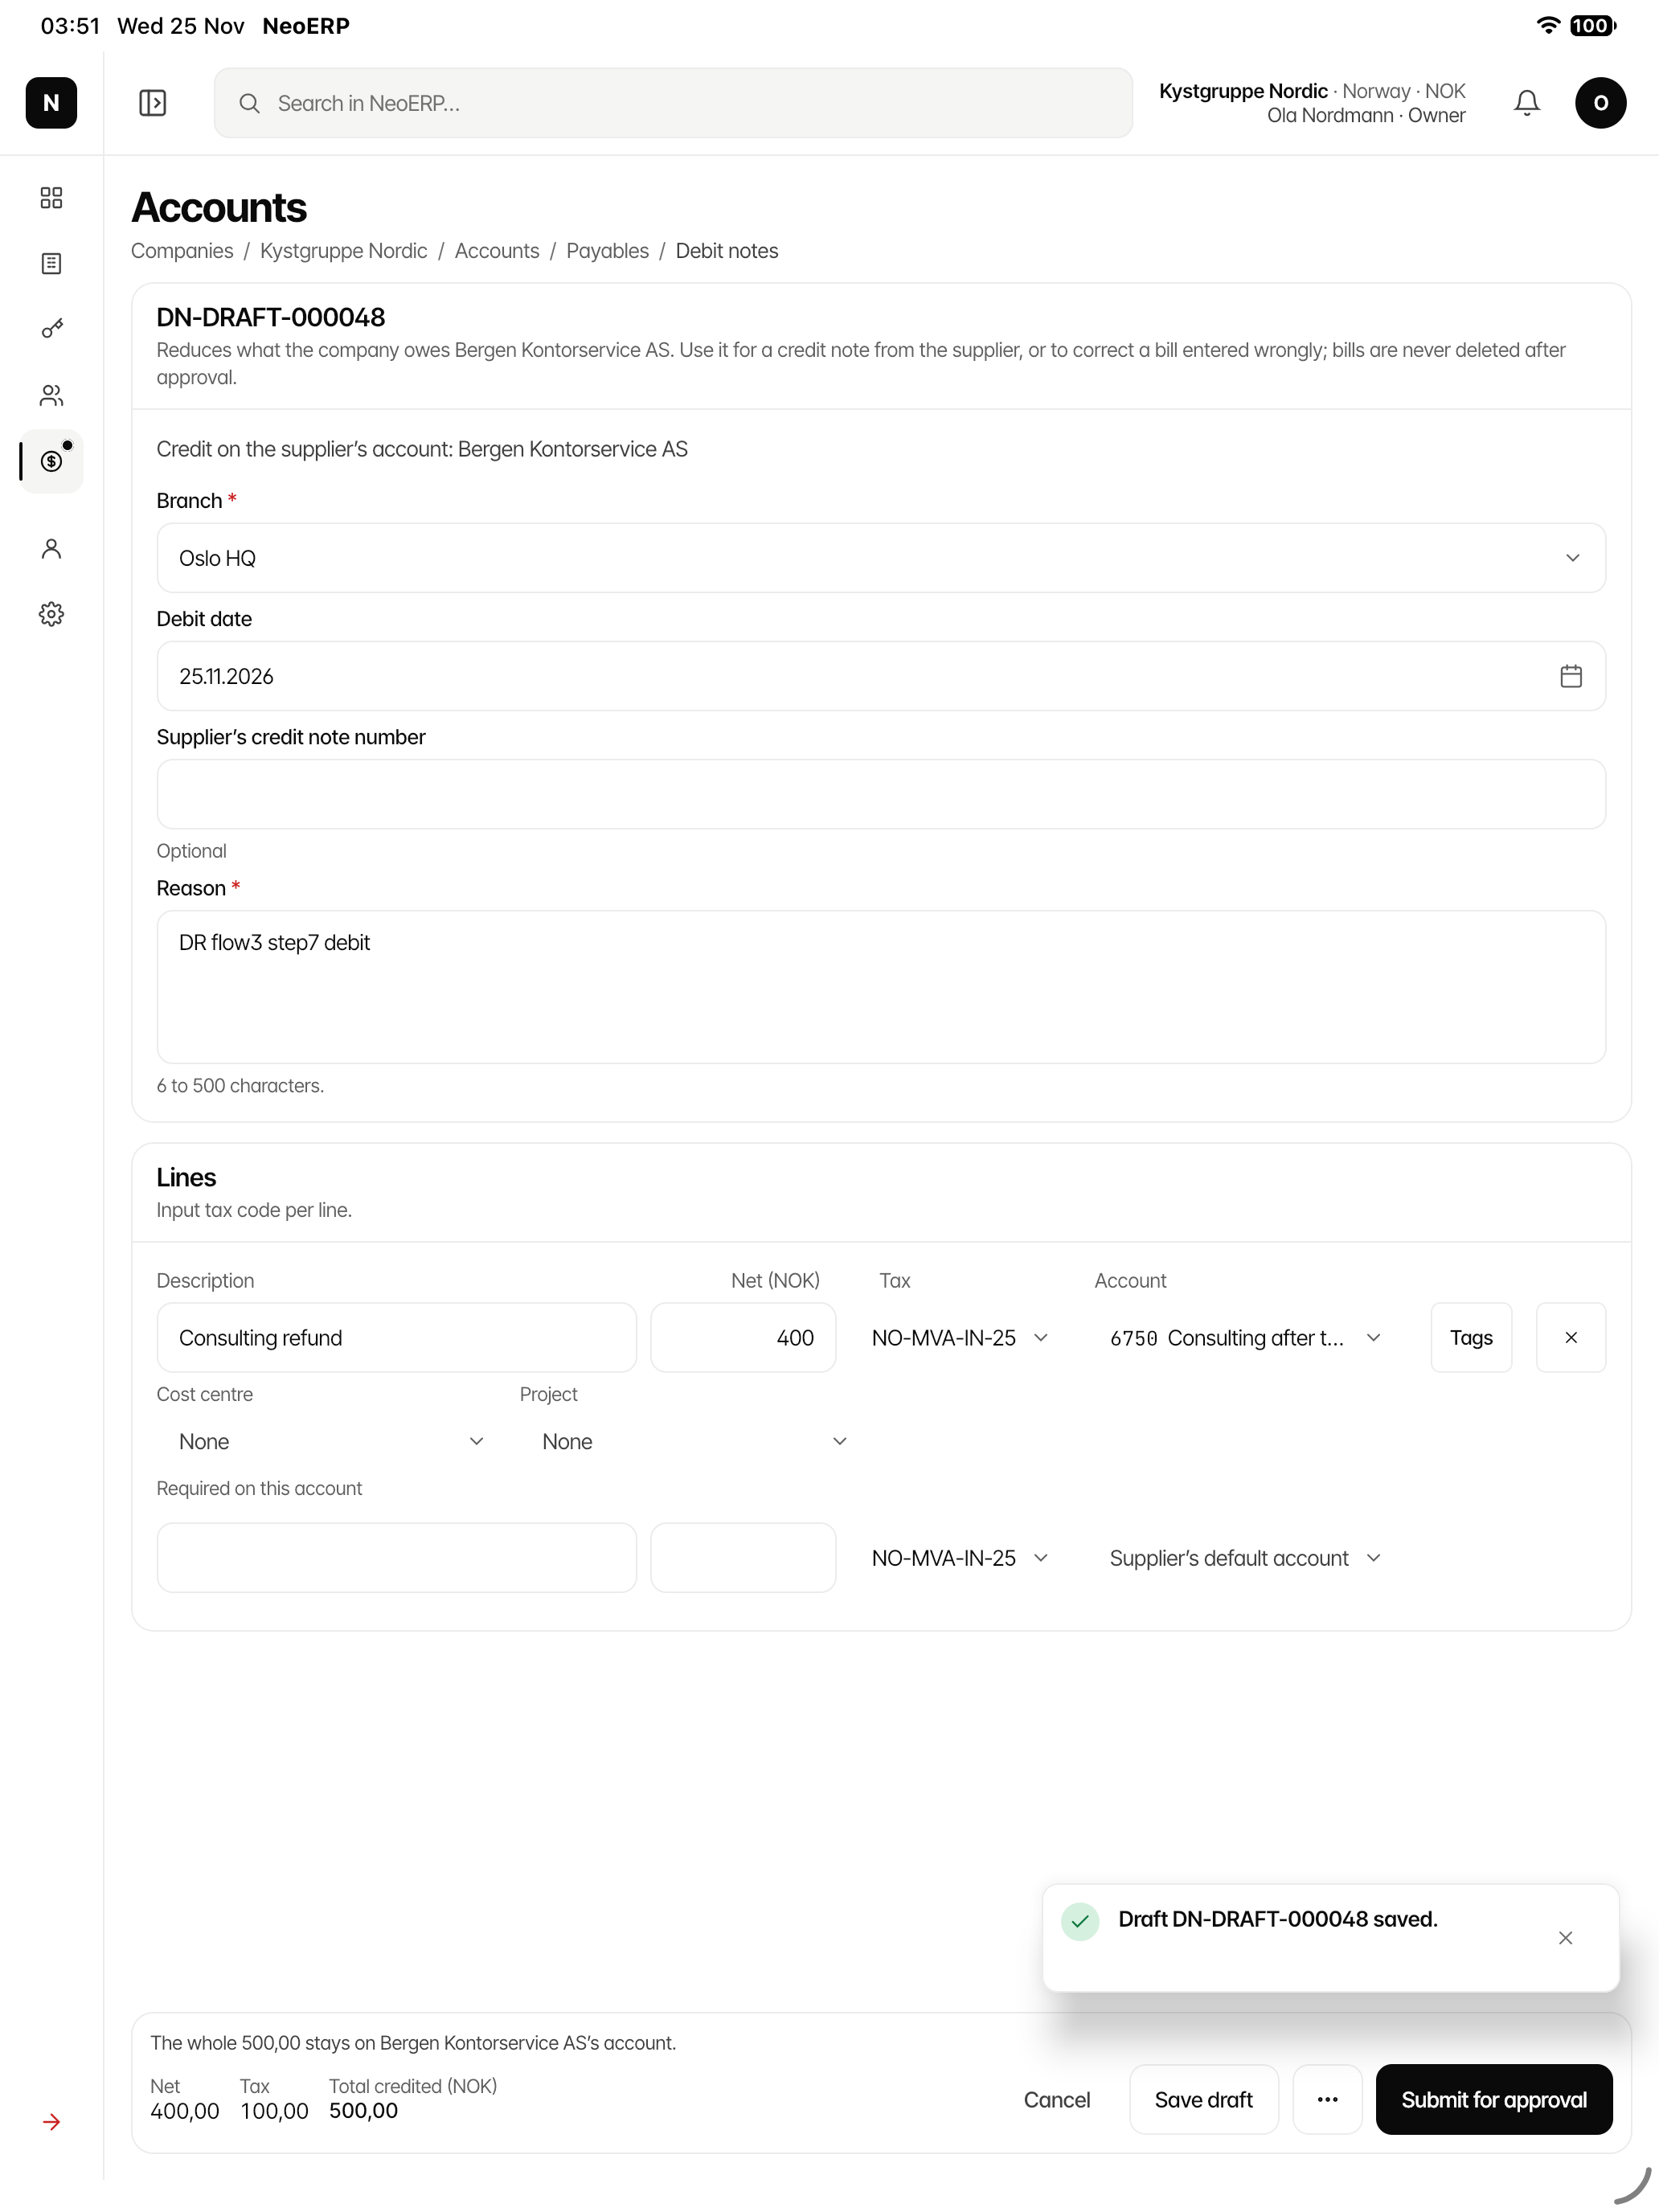 03:51 Wed 25 Nov NeoERP 100
N
Search in NeoERP...
Kystgruppe Nordic · Norway · NOK
Ola Nordmann · Owner
O
Accounts
Companies / Kystgruppe Nordic / Accounts / Payables / Debit notes
DN-DRAFT-000048
Reduces what the company owes Bergen Kontorservice AS. Use it for a credit note from the supplier, or to correct a bill entered wrongly; bills are never deleted after
approval.
Credit on the supplier’s account: Bergen Kontorservice AS
Branch *
Oslo HQ
Debit date
25.11.2026
Supplier’s credit note number
Optional
Reason *
DR flow3 step7 debit
6 to 500 characters.
Lines
Input tax code per line.
Description Net (NOK) Tax Account
Consulting refund 400 NO-MVA-IN-25 6750 Consulting after t... Tags
Cost centre Project
None None
Required on this account
NO-MVA-IN-25 Supplier’s default account
Draft DN-DRAFT-000048 saved.
The whole 500,00 stays on Bergen Kontorservice AS’s account.
Net Tax Total credited (NOK)
400,00 100,00 500,00
Cancel Save draft ... Submit for approval